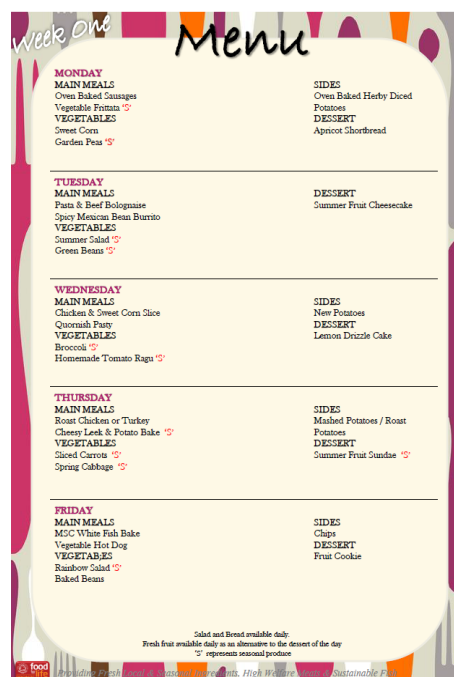 Week One
Menu
MONDAY
MAIN MEALS
Oven Baked Sausages
Vegetable Frittata 'S'
VEGETABLES
Sweet Corn
Garden Peas 'S'
SIDES
Oven Baked Herby Diced
Potatoes
DESSERT
Apricot Shortbread
TUESDAY
MAIN MEALS
Pasta & Beef Bolognaise
Spicy Mexican Bean Burrito
VEGETABLES
Summer Salad 'S'
Green Beans 'S'
DESSERT
Summer Fruit Cheesecake
WEDNESDAY
MAIN MEALS
Chicken & Sweet Corn Slice
Quornish Pasty
VEGETABLES
Broccoli 'S'
Homemade Tomato Ragu 'S'
SIDES
New Potatoes
DESSERT
Lemon Drizzle Cake
THURSDAY
MAIN MEALS
Roast Chicken or Turkey
Cheesy Leek & Potato Bake 'S'
VEGETABLES
Sliced Carrots 'S'
Spring Cabbage 'S'
SIDES
Mashed Potatoes / Roast
Potatoes
DESSERT
Summer Fruit Sundae 'S'
FRIDAY
MAIN MEALS
MSC White Fish Bake
Vegetable Hot Dog
VEGETAB;ES
Rainbow Salad 'S'
Baked Beans
SIDES
Chips
DESSERT
Fruit Cookie
Salad and Bread available daily.
Fresh fruit available daily as an alternative to the dessert of the day
'S' represents seasonal produce
food
life
Providing Fresh Local & Seasonal Ingredients, High Welfare Meats & Sustainable Fish